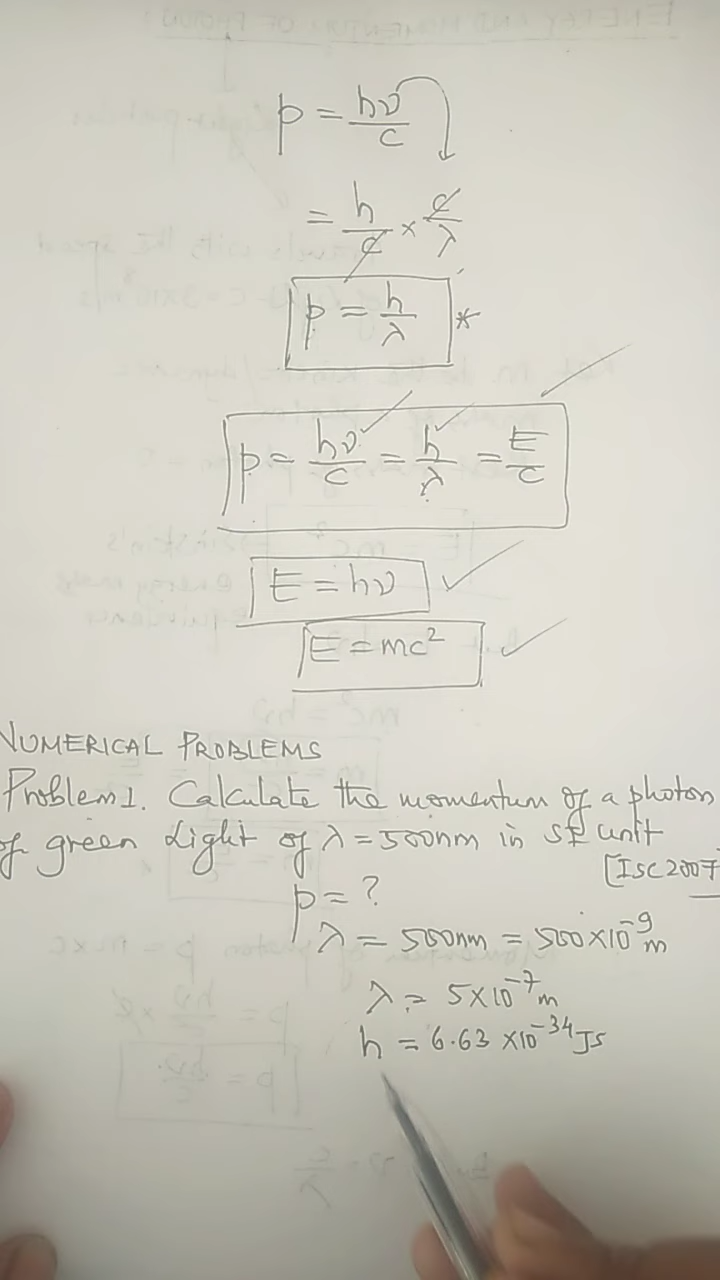 p = hν/c
= h/c × c/λ
p = h/λ *
p = hν/c = h/λ = E/c
E = hν
E = mc²
NUMERICAL PROBLEMS
Problem 1. Calculate the momentum of a photon
of green light of λ = 500nm in SI unit
[ISC 2007
p = ?
λ = 500nm = 500×10⁻⁹ m
λ = 5×10⁻⁷ m
h = 6.63 ×10⁻³⁴ Js